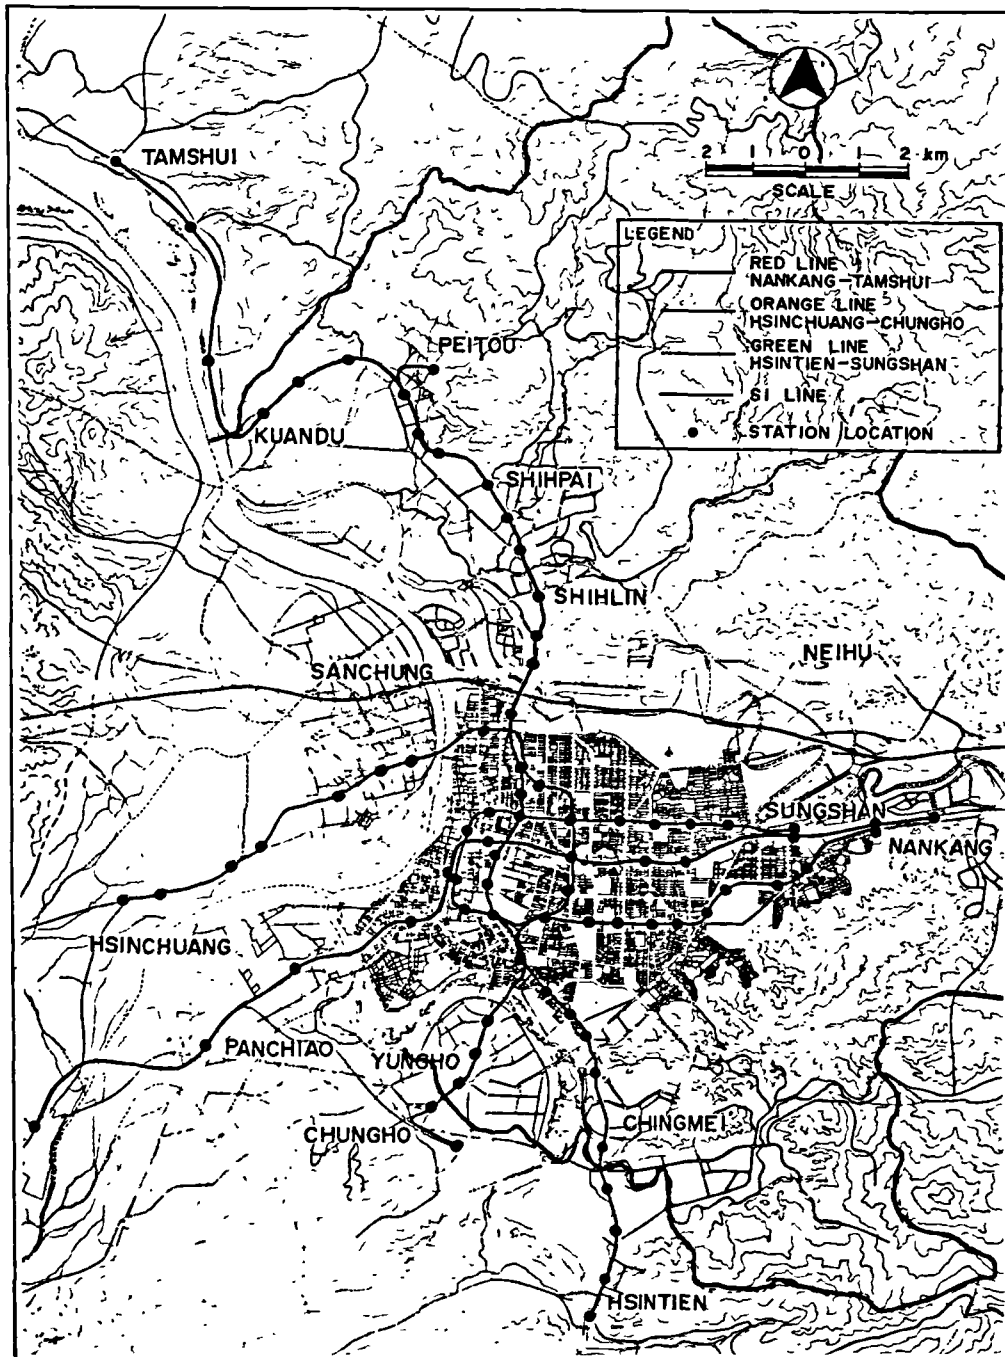 TAMSHUI
2 1 0 1 2 km
SCALE
LEGEND
RED LINE
NANKANG-TAMSHUI
ORANGE LINE
HSINCHUANG-CHUNGHO
GREEN LINE
HSINTIEN-SUNGSHAN
SI LINE
STATION LOCATION
PEITOU
KUANDU
SHIHPAI
SHIHLIN
NEIHU
SANCHUNG
SUNGSHAN
NANKANG
HSINCHUANG
PANCHIAO
YUNGHO
CHUNGHO
CHINGMEI
HSINTIEN